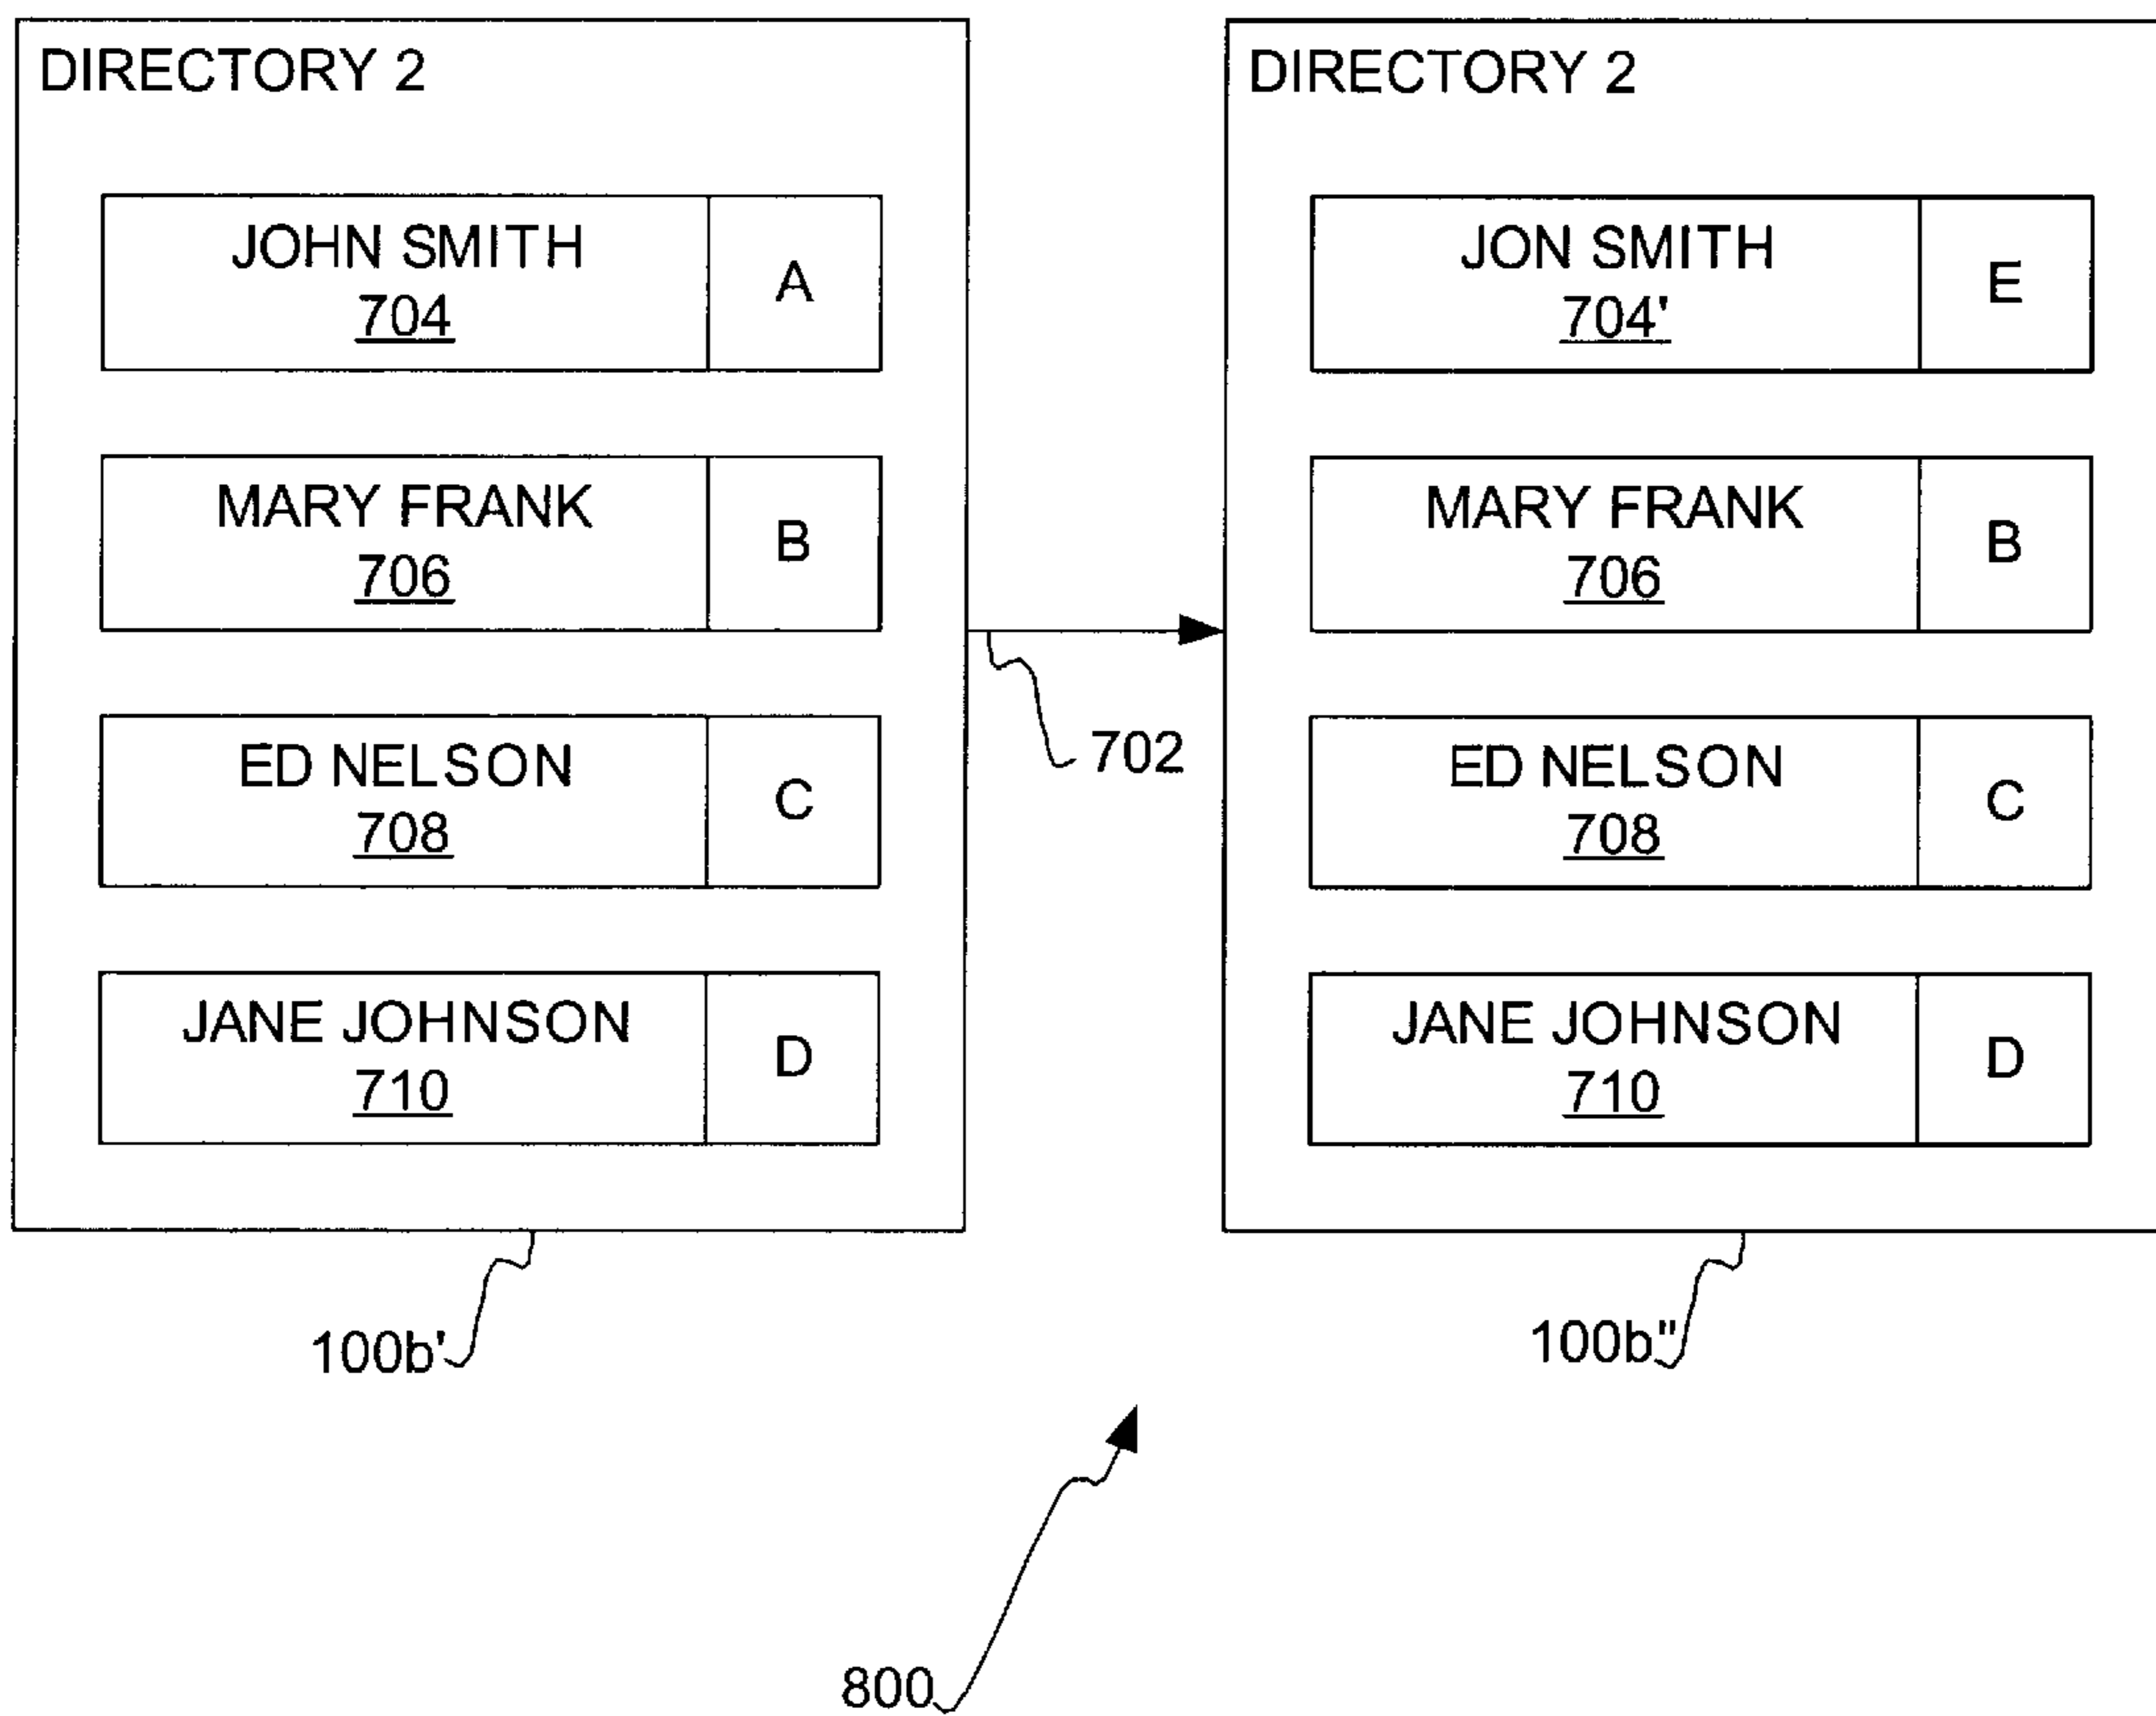 DIRECTORY 2
JOHN SMITH
704
A
MARY FRANK
706
B
ED NELSON
708
C
JANE JOHNSON
710
D
100b'
702
DIRECTORY 2
JON SMITH
704'
E
MARY FRANK
706
B
ED NELSON
708
C
JANE JOHNSON
710
D
100b"
800